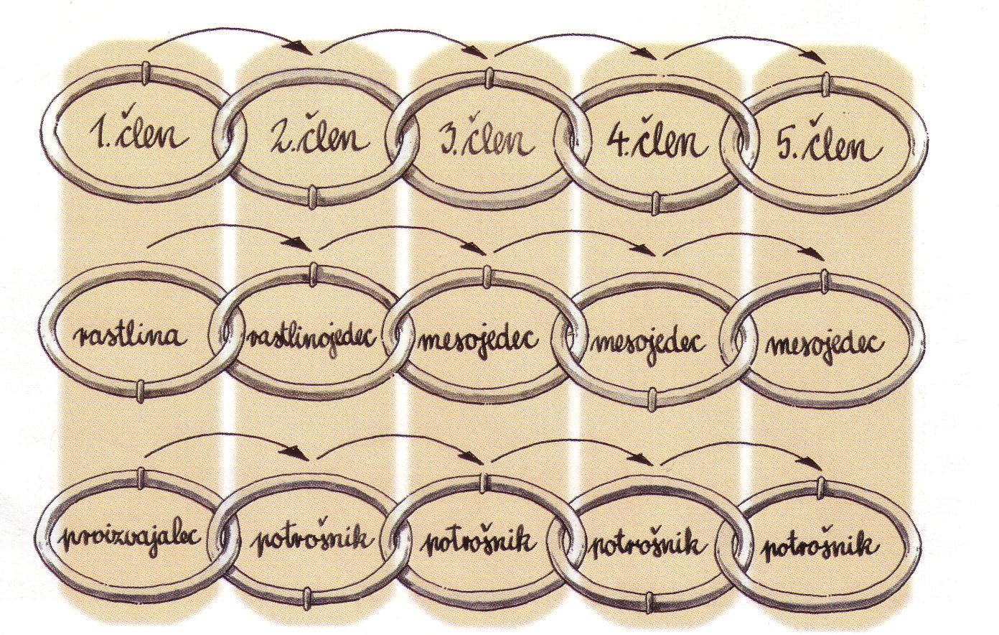 1. člen 2. člen 3. člen 4. člen 5. člen
rastlina rastlinojedec mesojedec mesojedec mesojedec
proizvajalec potrošnik potrošnik potrošnik potrošnik